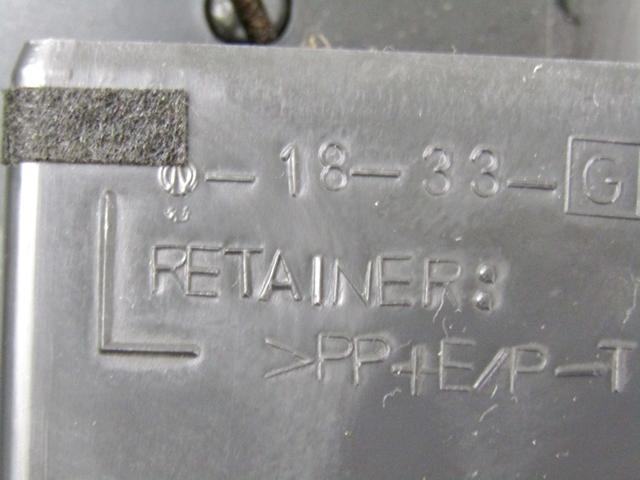 -18-33-G
L RETAINER:
>PP+E/P-T